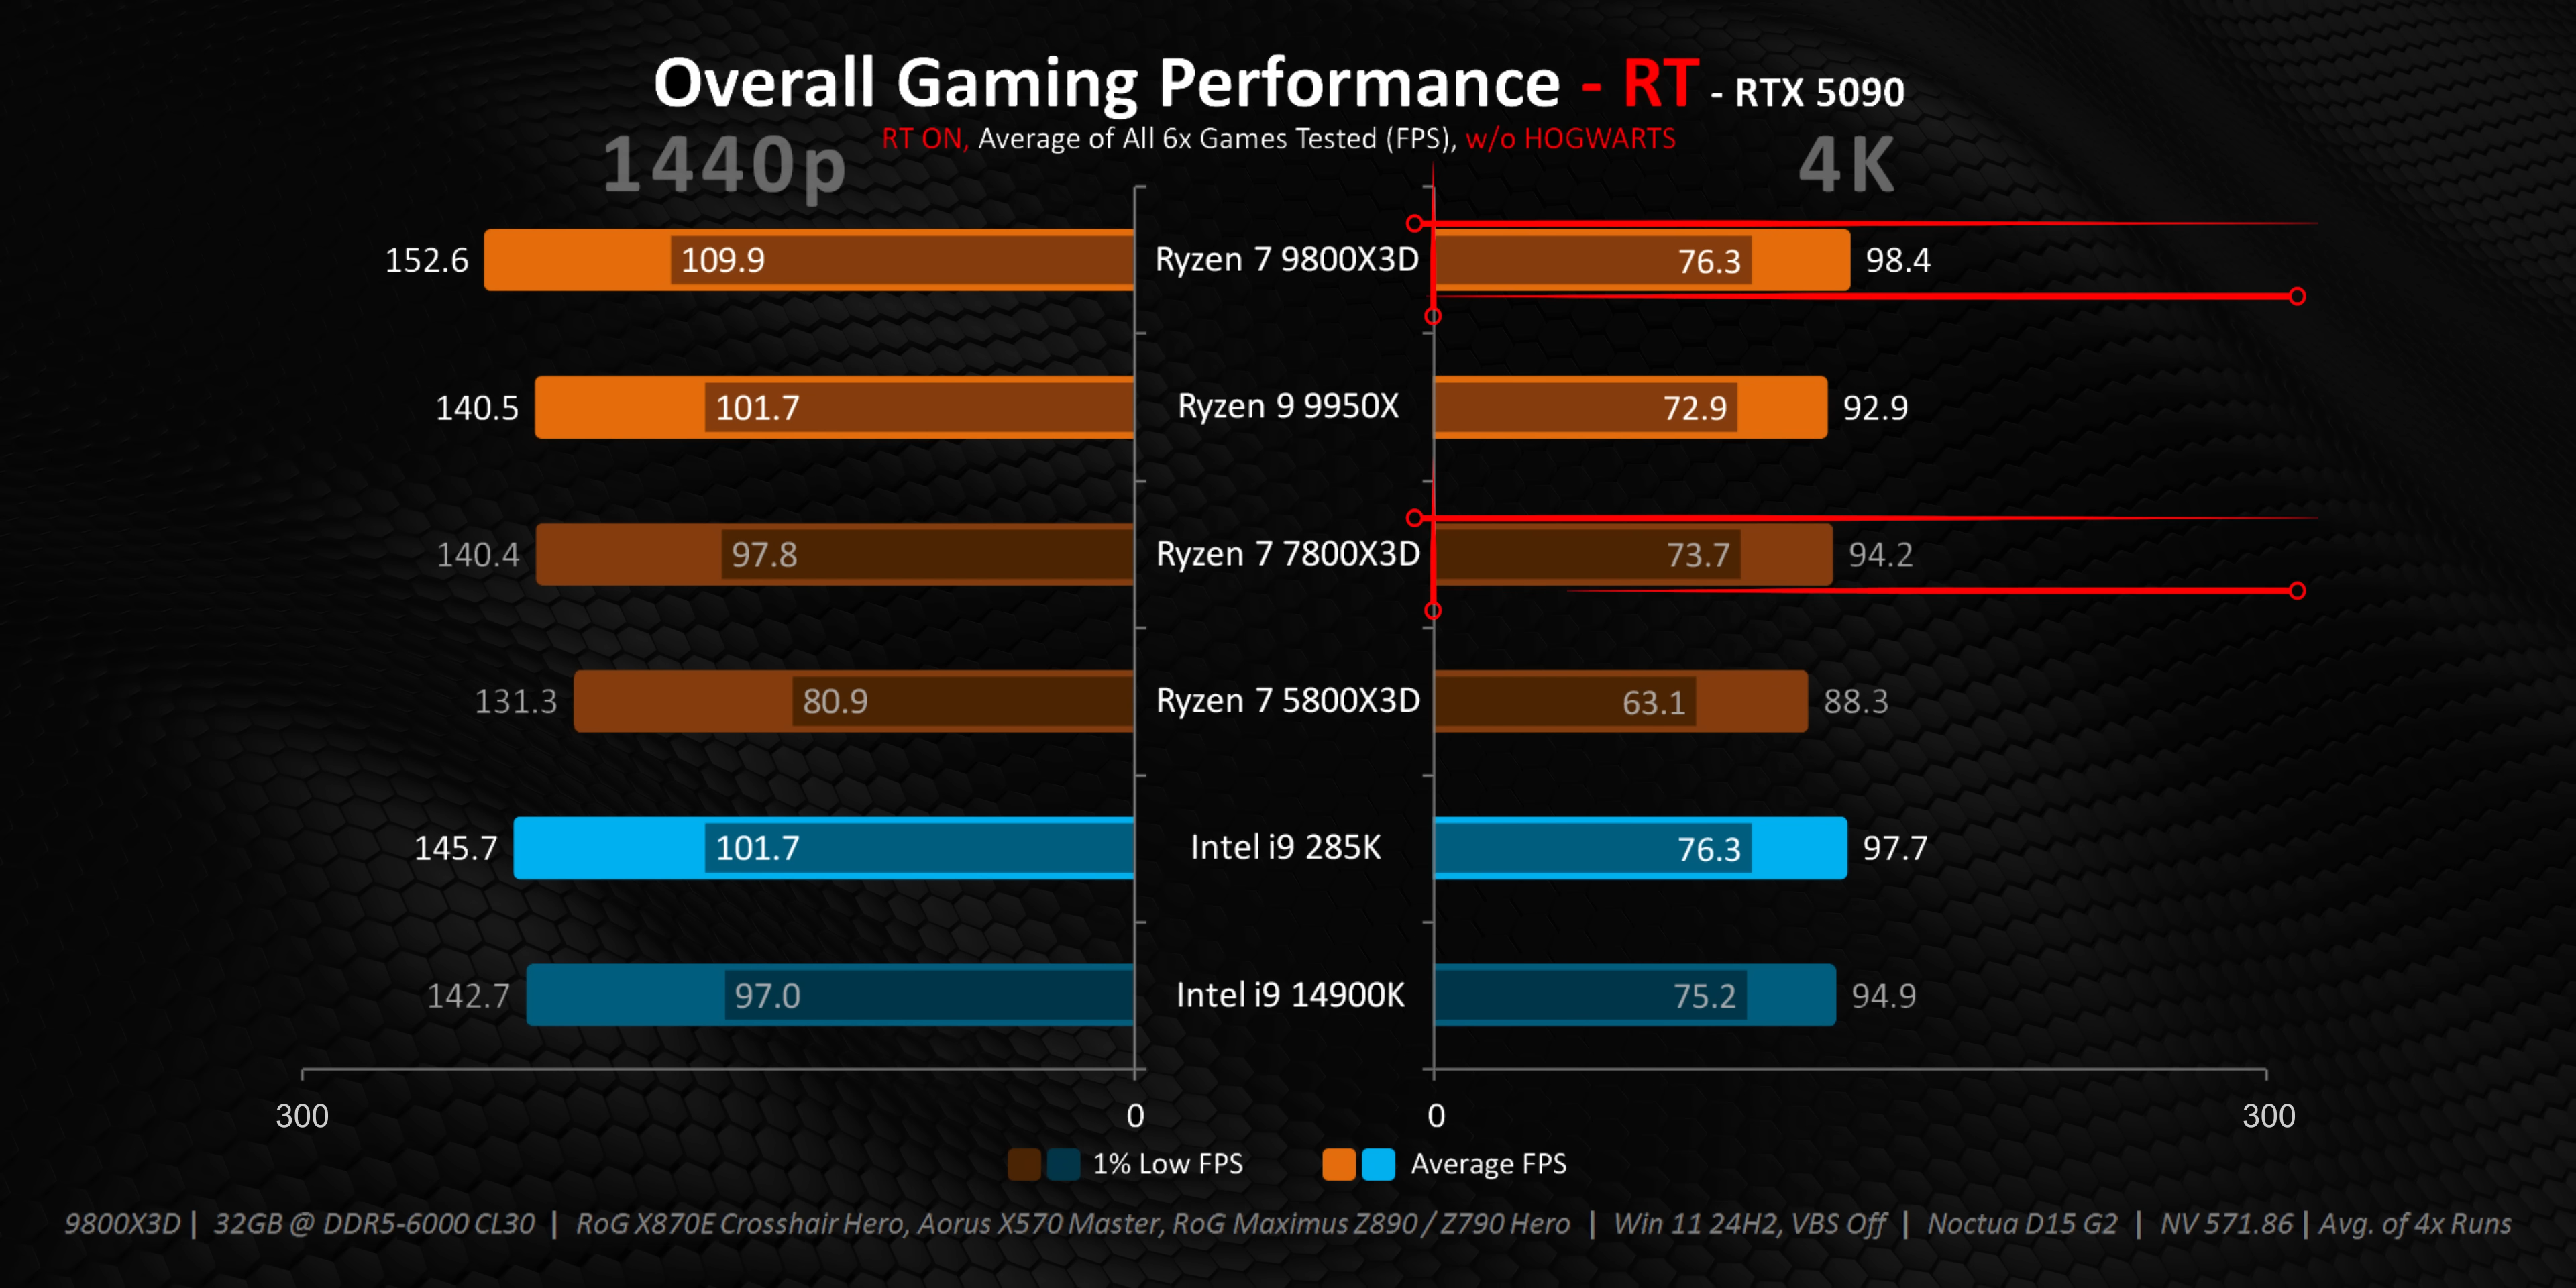 Overall Gaming Performance - RT - RTX 5090
RT ON, Average of All 6x Games Tested (FPS), w/o HOGWARTS
1440p 4K
152.6 109.9 Ryzen 7 9800X3D 76.3 98.4
140.5 101.7 Ryzen 9 9950X 72.9 92.9
140.4 97.8 Ryzen 7 7800X3D 73.7 94.2
131.3 80.9 Ryzen 7 5800X3D 63.1 88.3
145.7 101.7 Intel i9 285K 76.3 97.7
142.7 97.0 Intel i9 14900K 75.2 94.9
300 0 0 300
1% Low FPS Average FPS
9800X3D | 32GB @ DDR5-6000 CL30 | RoG X870E Crosshair Hero, Aorus X570 Master, RoG Maximus Z890 / Z790 Hero | Win 11 24H2, VBS Off | Noctua D15 G2 | NV 571.86 | Avg. of 4x Runs